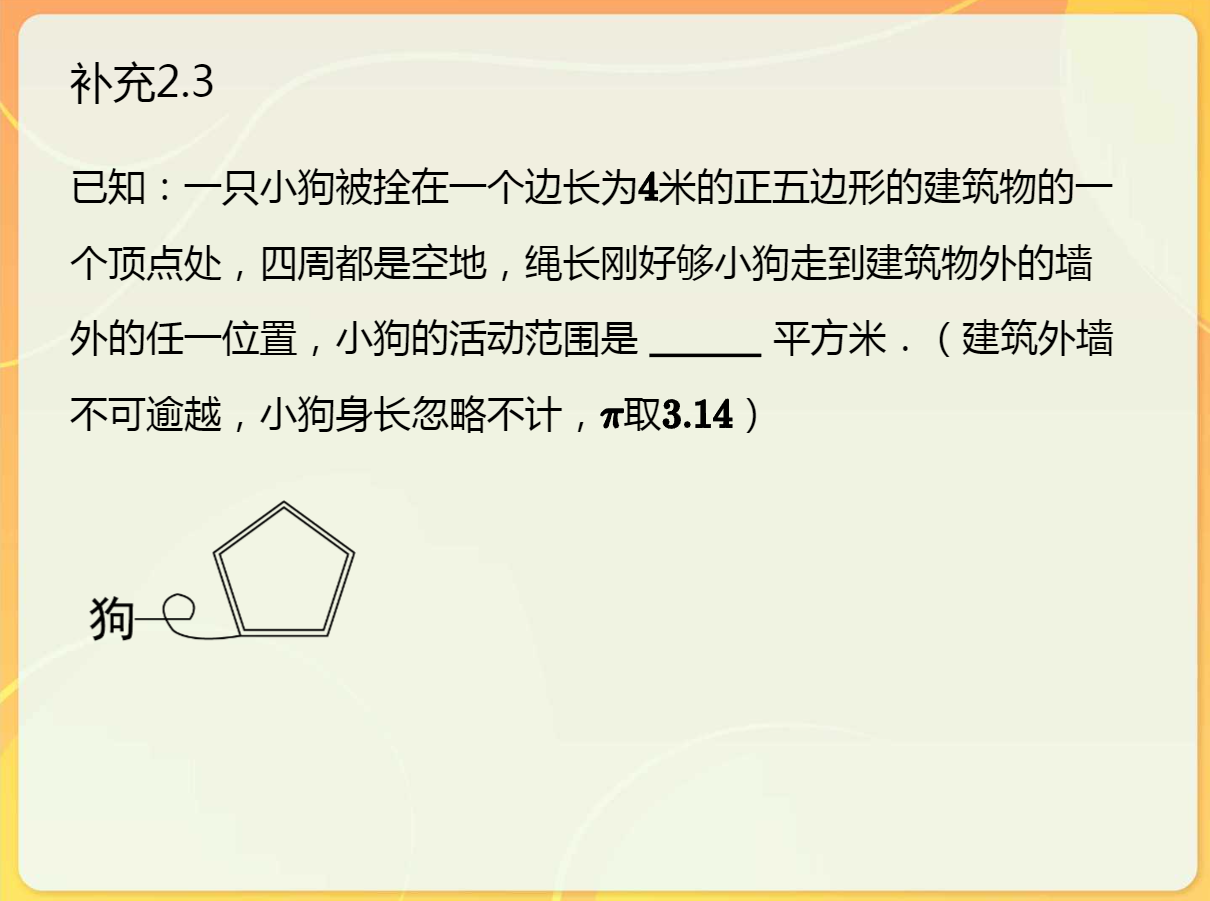 补充2.3
已知：一只小狗被拴在一个边长为4米的正五边形的建筑物的一
个顶点处，四周都是空地，绳长刚好够小狗走到建筑物外的墙
外的任一位置，小狗的活动范围是 ______ 平方米．（建筑外墙
不可逾越，小狗身长忽略不计，π取3.14）
狗